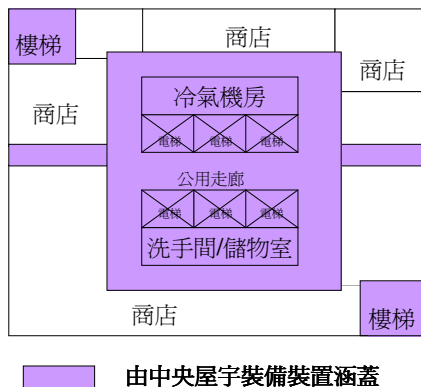 商店
樓梯
商店
冷氣機房
商店
電梯 電梯 電梯
公用走廊
電梯 電梯 電梯
洗手間/儲物室
商店
樓梯
由中央屋宇裝備裝置涵蓋